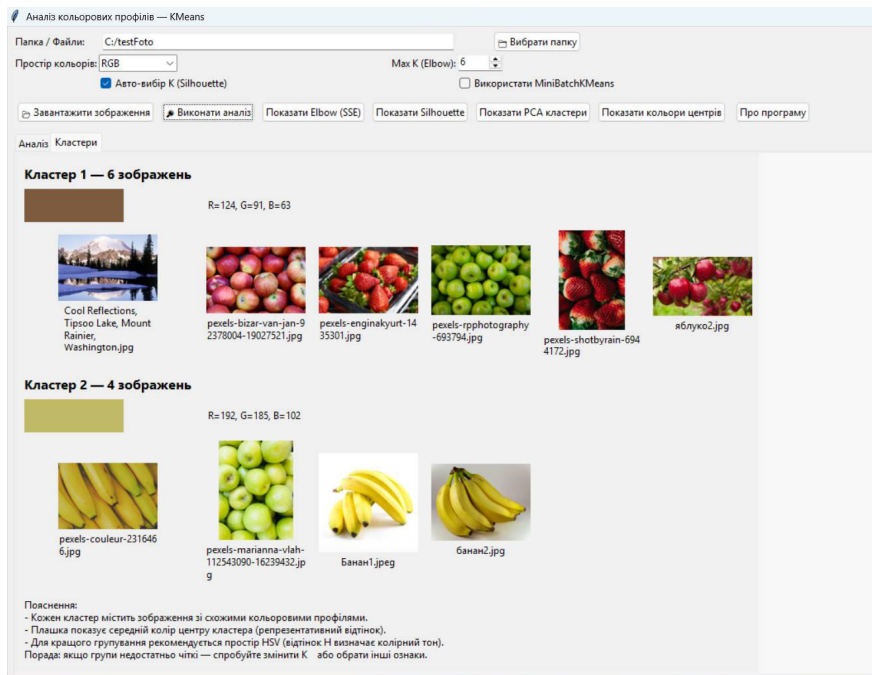 Аналіз кольорових профілів — KMeans
Папка / Файли: C:/testFoto Вибрати папку
Простір кольорів: RGB Max K (Elbow): 6
Авто-вибір K (Silhouette) Використати MiniBatchKMeans
Завантажити зображення Виконати аналіз Показати Elbow (SSE) Показати Silhouette Показати PCA кластери Показати кольори центрів Про програму
Аналіз Кластери
Кластер 1 — 6 зображень
R=124, G=91, B=63
Cool Reflections,
Tipsoo Lake, Mount
Rainier,
Washington.jpg
pexels-bizar-van-jan-9
2378004-19027521.jpg
pexels-enginakyurt-14
35301.jpg
pexels-rpphotography
-693794.jpg
pexels-shotbyrain-694
4172.jpg
яблуко2.jpg
Кластер 2 — 4 зображень
R=192, G=185, B=102
pexels-couleur-231646
6.jpg
pexels-marianna-vlah-
112543090-16239432.jp
g
Банан1.jpeg
банан2.jpg
Пояснення:
- Кожен кластер містить зображення зі схожими кольоровими профілями.
- Плашка показує середній колір центру кластера (репрезентативний відтінок).
- Для кращого групування рекомендується простір HSV (відтінок H визначає колірний тон).
Порада: якщо групи недостатньо чіткі — спробуйте змінити K або обрати інші ознаки.